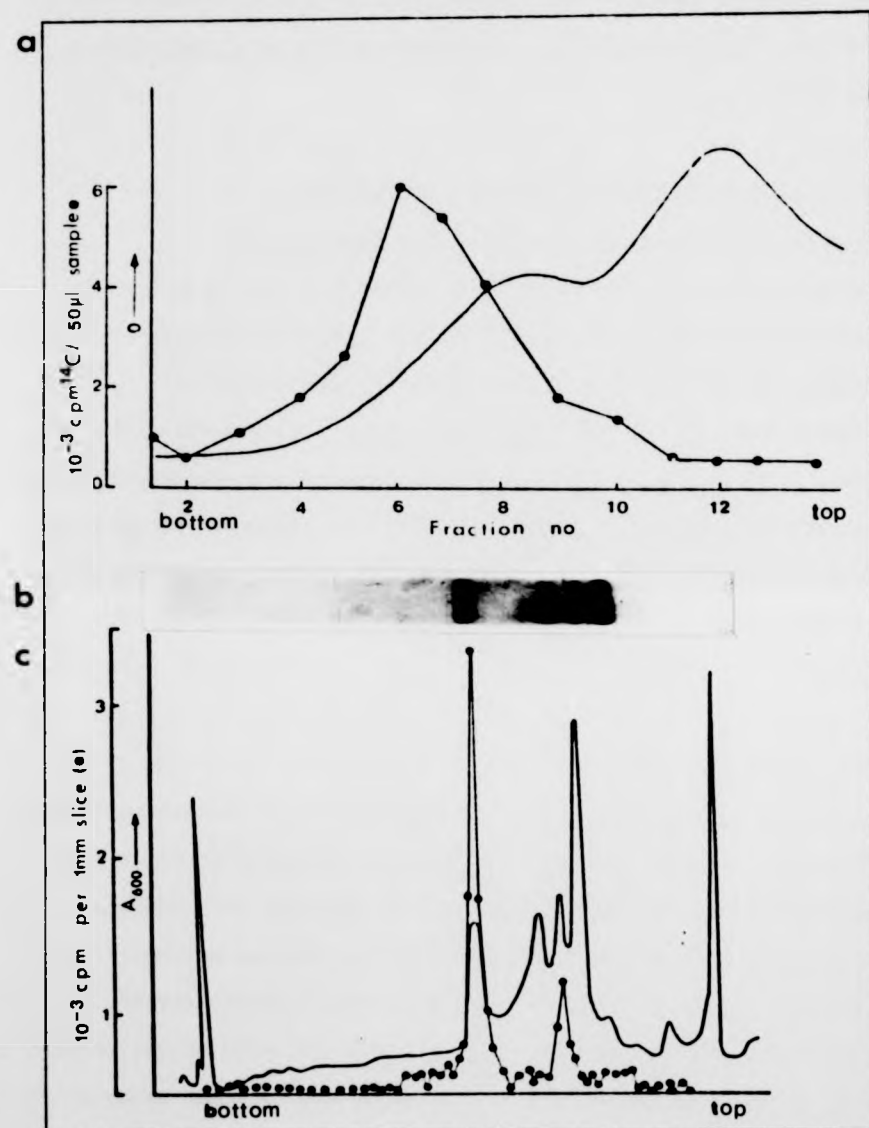 a
10⁻³ cpm ¹⁴C/ 50µl sample●
O →
6
4
2
0
2 4 6 8 10 12
bottom Fraction no top
b
c
10⁻³ cpm per 1mm slice (●)
A₆₀₀ →
3
2
1
bottom top